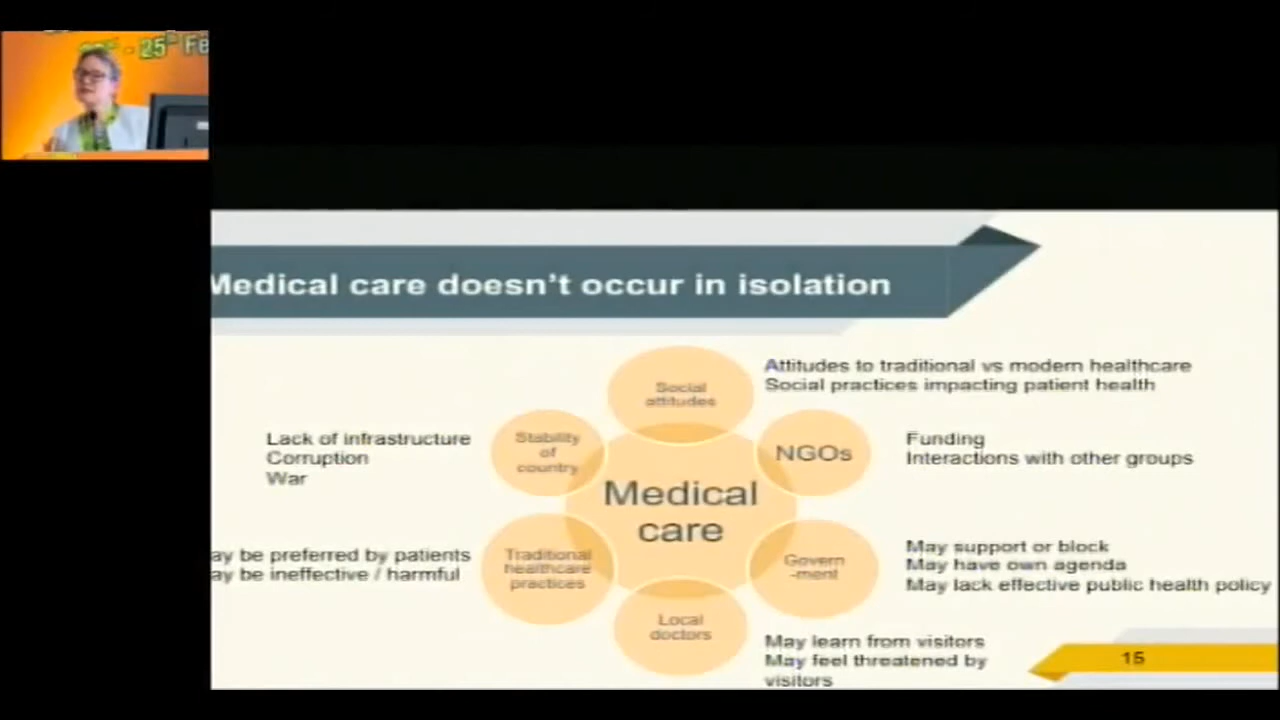 - 25th Fe
Medical care doesn't occur in isolation
Social
attitudes
Attitudes to traditional vs modern healthcare
Social practices impacting patient health
Stability
of
country
Lack of infrastructure
Corruption
War
NGOs
Funding
Interactions with other groups
Medical
care
Traditional
healthcare
practices
ay be preferred by patients
ay be ineffective / harmful
Govern
-ment
May support or block
May have own agenda
May lack effective public health policy
Local
doctors
May learn from visitors
May feel threatened by
visitors
15